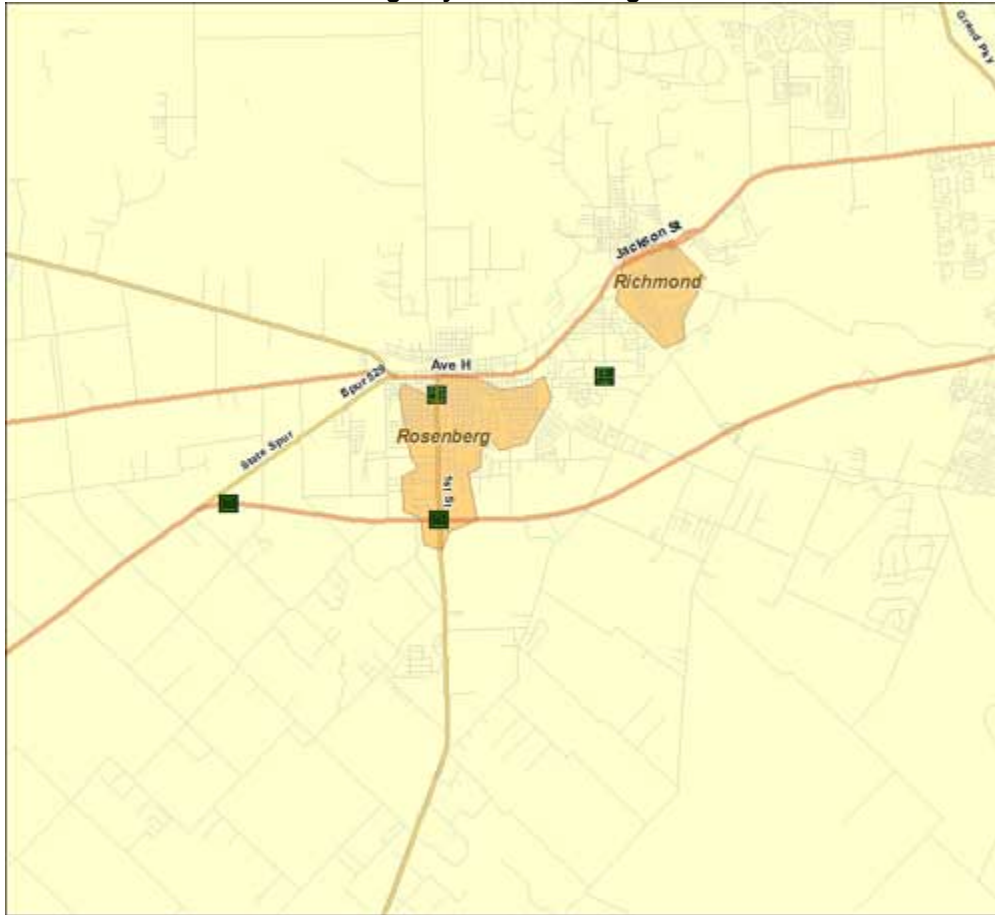 Grand Pky
Jackson St
Richmond
Ave H
Spur 529
Rosenberg
State Spur
1st St